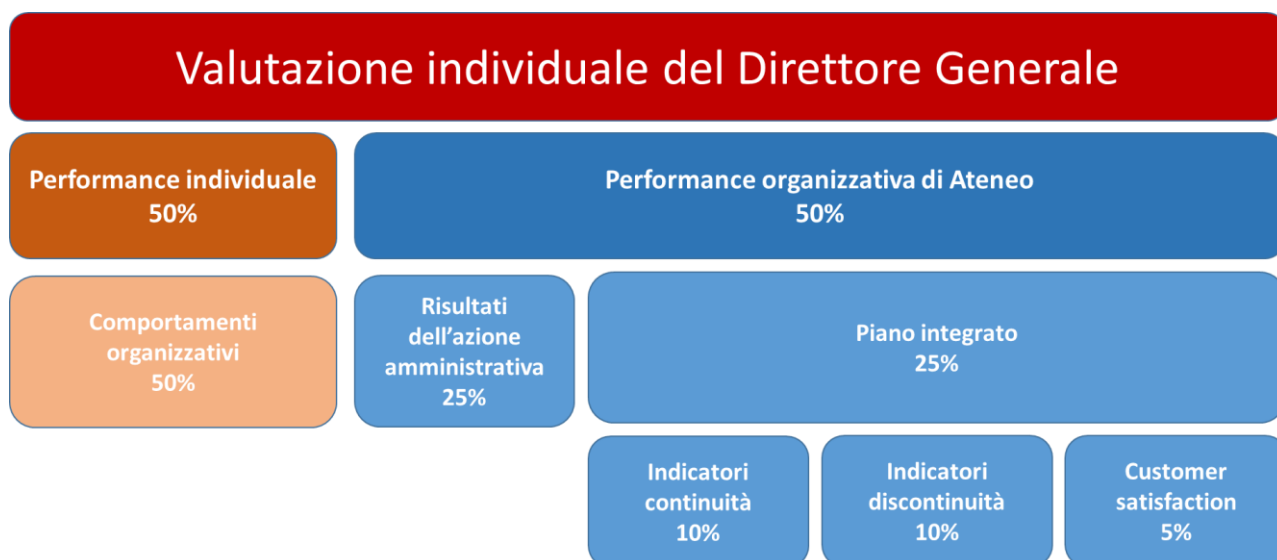 Valutazione individuale del Direttore Generale
Performance individuale
50%
Performance organizzativa di Ateneo
50%
Comportamenti
organizzativi
50%
Risultati
dell'azione
amministrativa
25%
Piano integrato
25%
Indicatori
continuità
10%
Indicatori
discontinuità
10%
Customer
satisfaction
5%